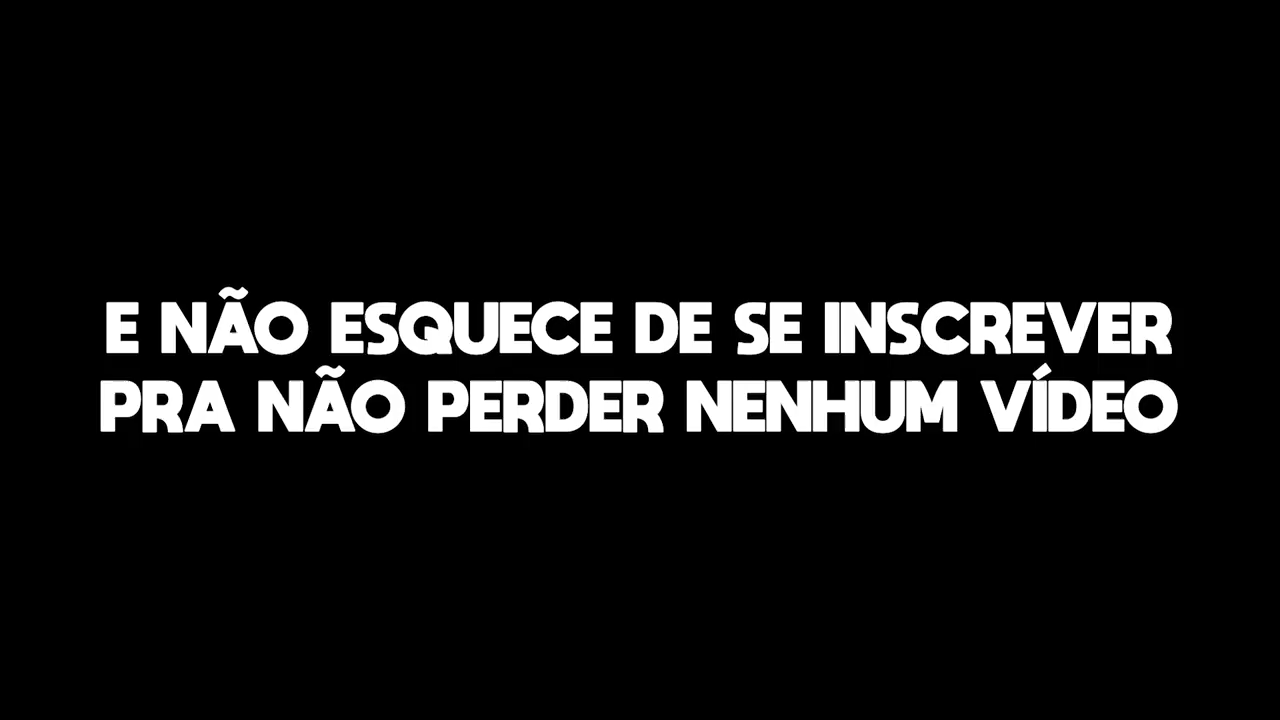 E NÃO ESQUECE DE SE INSCREVER
PRA NÃO PERDER NENHUM VÍDEO